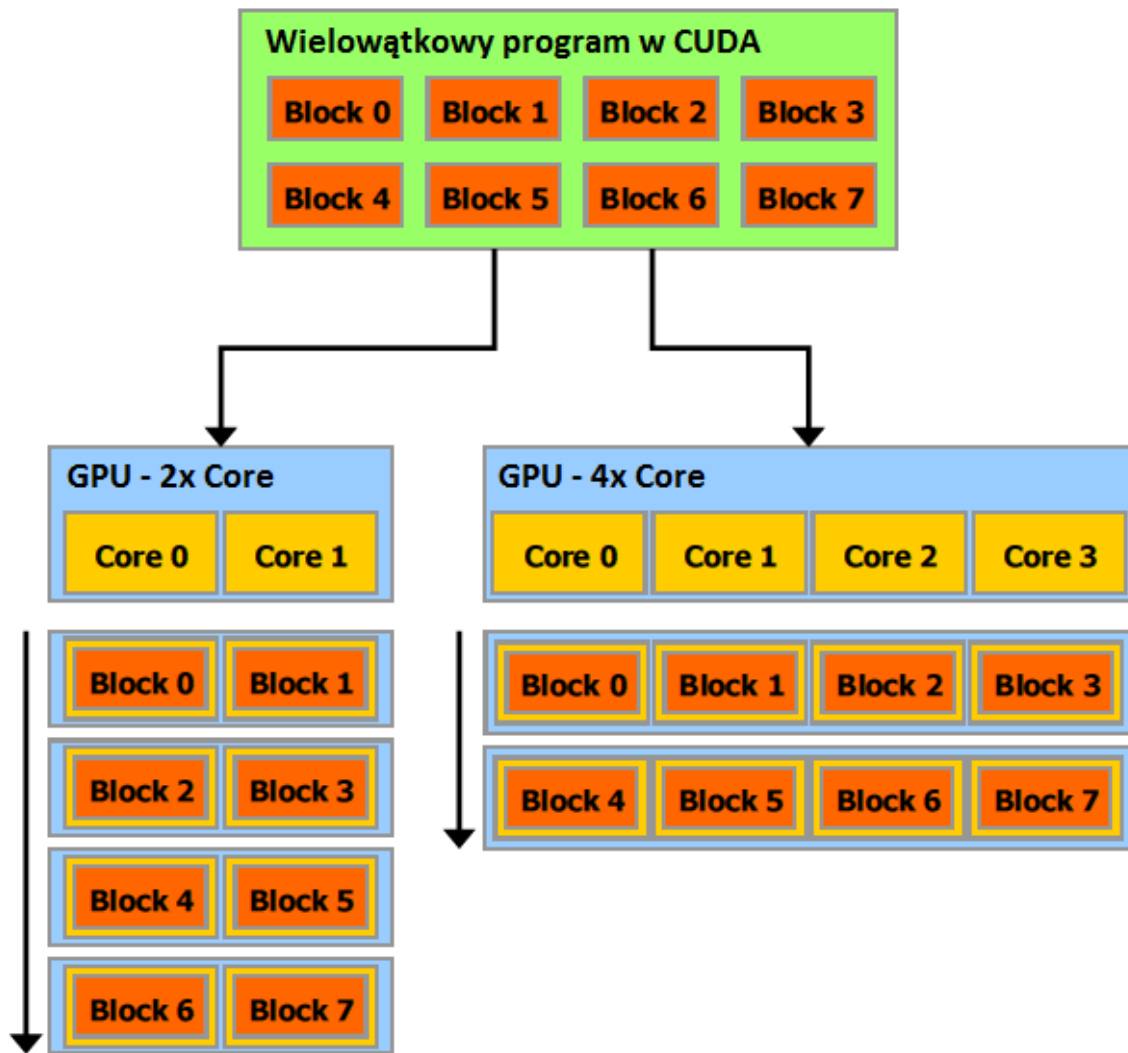 Wielowątkowy program w CUDA
Block 0 Block 1 Block 2 Block 3
Block 4 Block 5 Block 6 Block 7
GPU - 2x Core
Core 0 Core 1
Block 0 Block 1
Block 2 Block 3
Block 4 Block 5
Block 6 Block 7
GPU - 4x Core
Core 0 Core 1 Core 2 Core 3
Block 0 Block 1 Block 2 Block 3
Block 4 Block 5 Block 6 Block 7